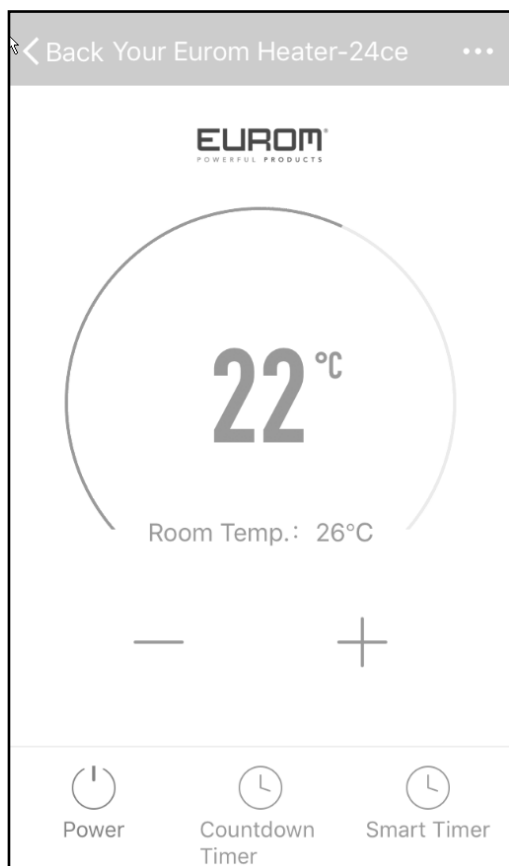 Back Your Eurom Heater-24ce
EUROM®
POWERFUL PRODUCTS
22 °C
Room Temp.: 26°C
Power
Countdown
Timer
Smart Timer